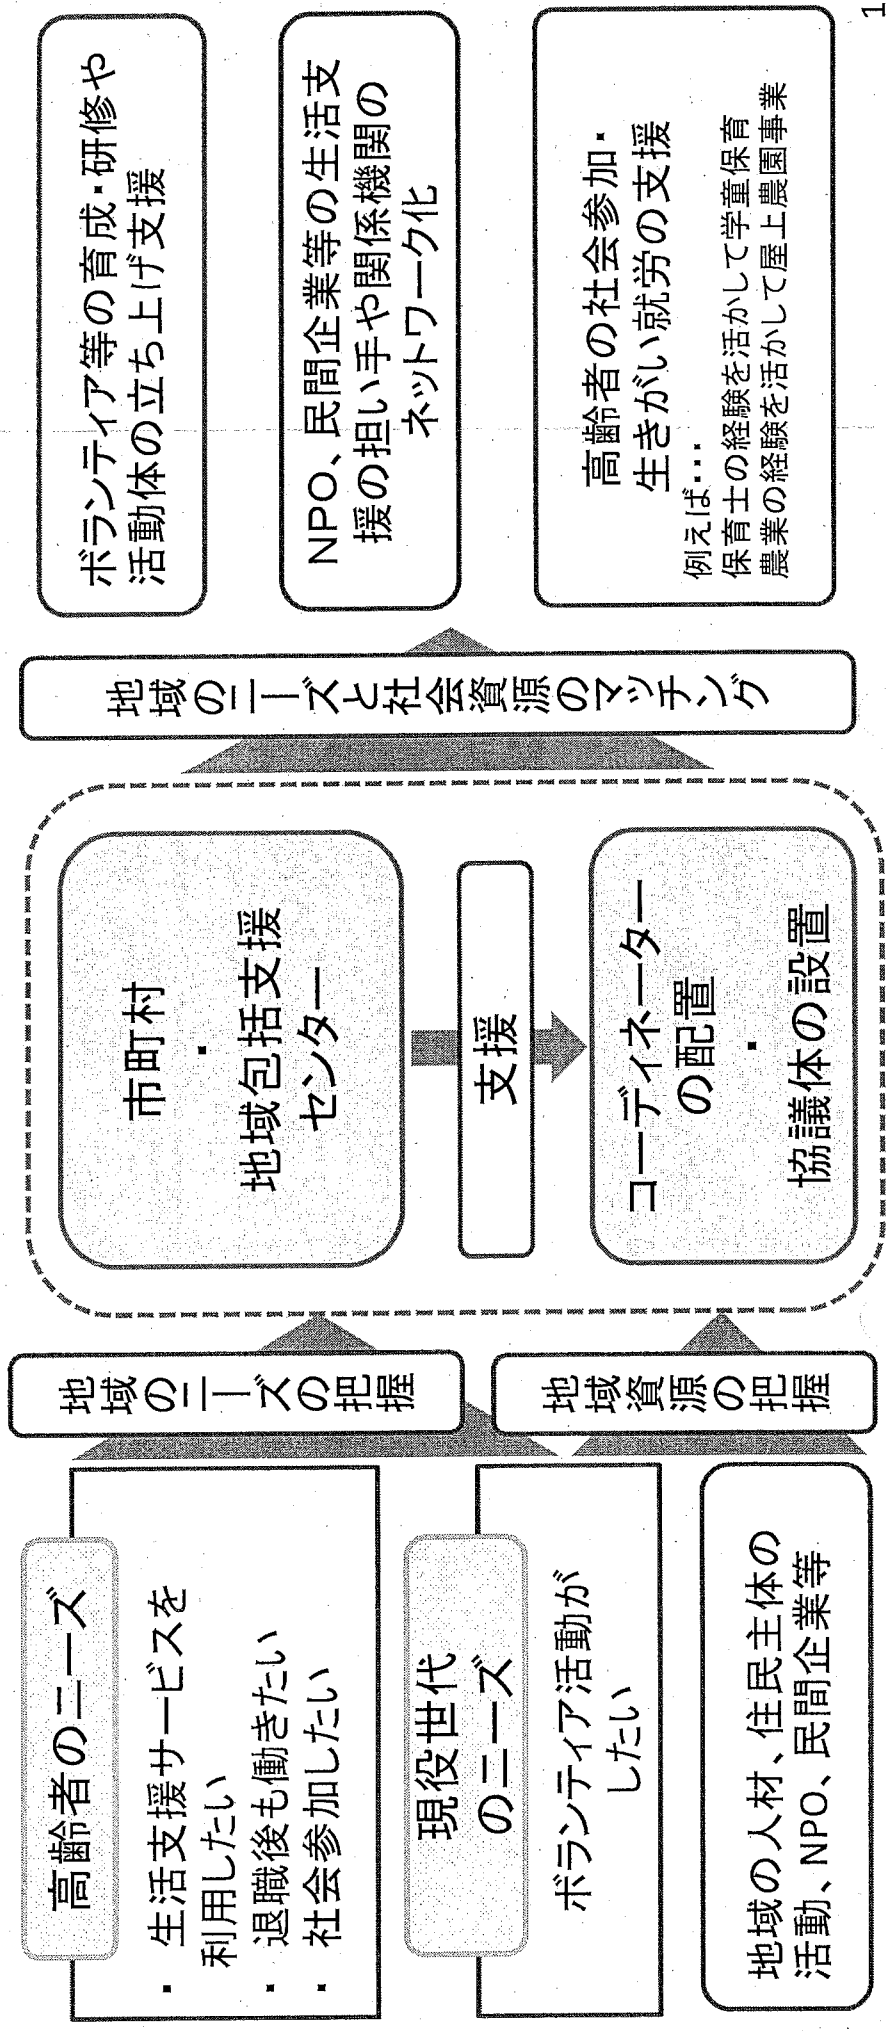 高齢者のニーズ
・ 生活支援サービスを
利用したい
・ 退職後も働きたい
・ 社会参加したい
現役世代
のニーズ
ボランティア活動が
したい
地域の人材、住民主体の
活動、NPO、民間企業等
地域のニーズの把握
地域資源の把握
市町村
・
地域包括支援
センター
支援
コーディネーター
の配置
・
協議体の設置
地域のニーズと社会資源のマッチング
ボランティア等の育成・研修や
活動体の立ち上げ支援
NPO、民間企業等の生活支
援の担い手や関係機関の
ネットワーク化
高齢者の社会参加・
生きがい就労の支援
例えば・・・
保育士の経験を活かして学童保育
農業の経験を活かして屋上農園事業
1